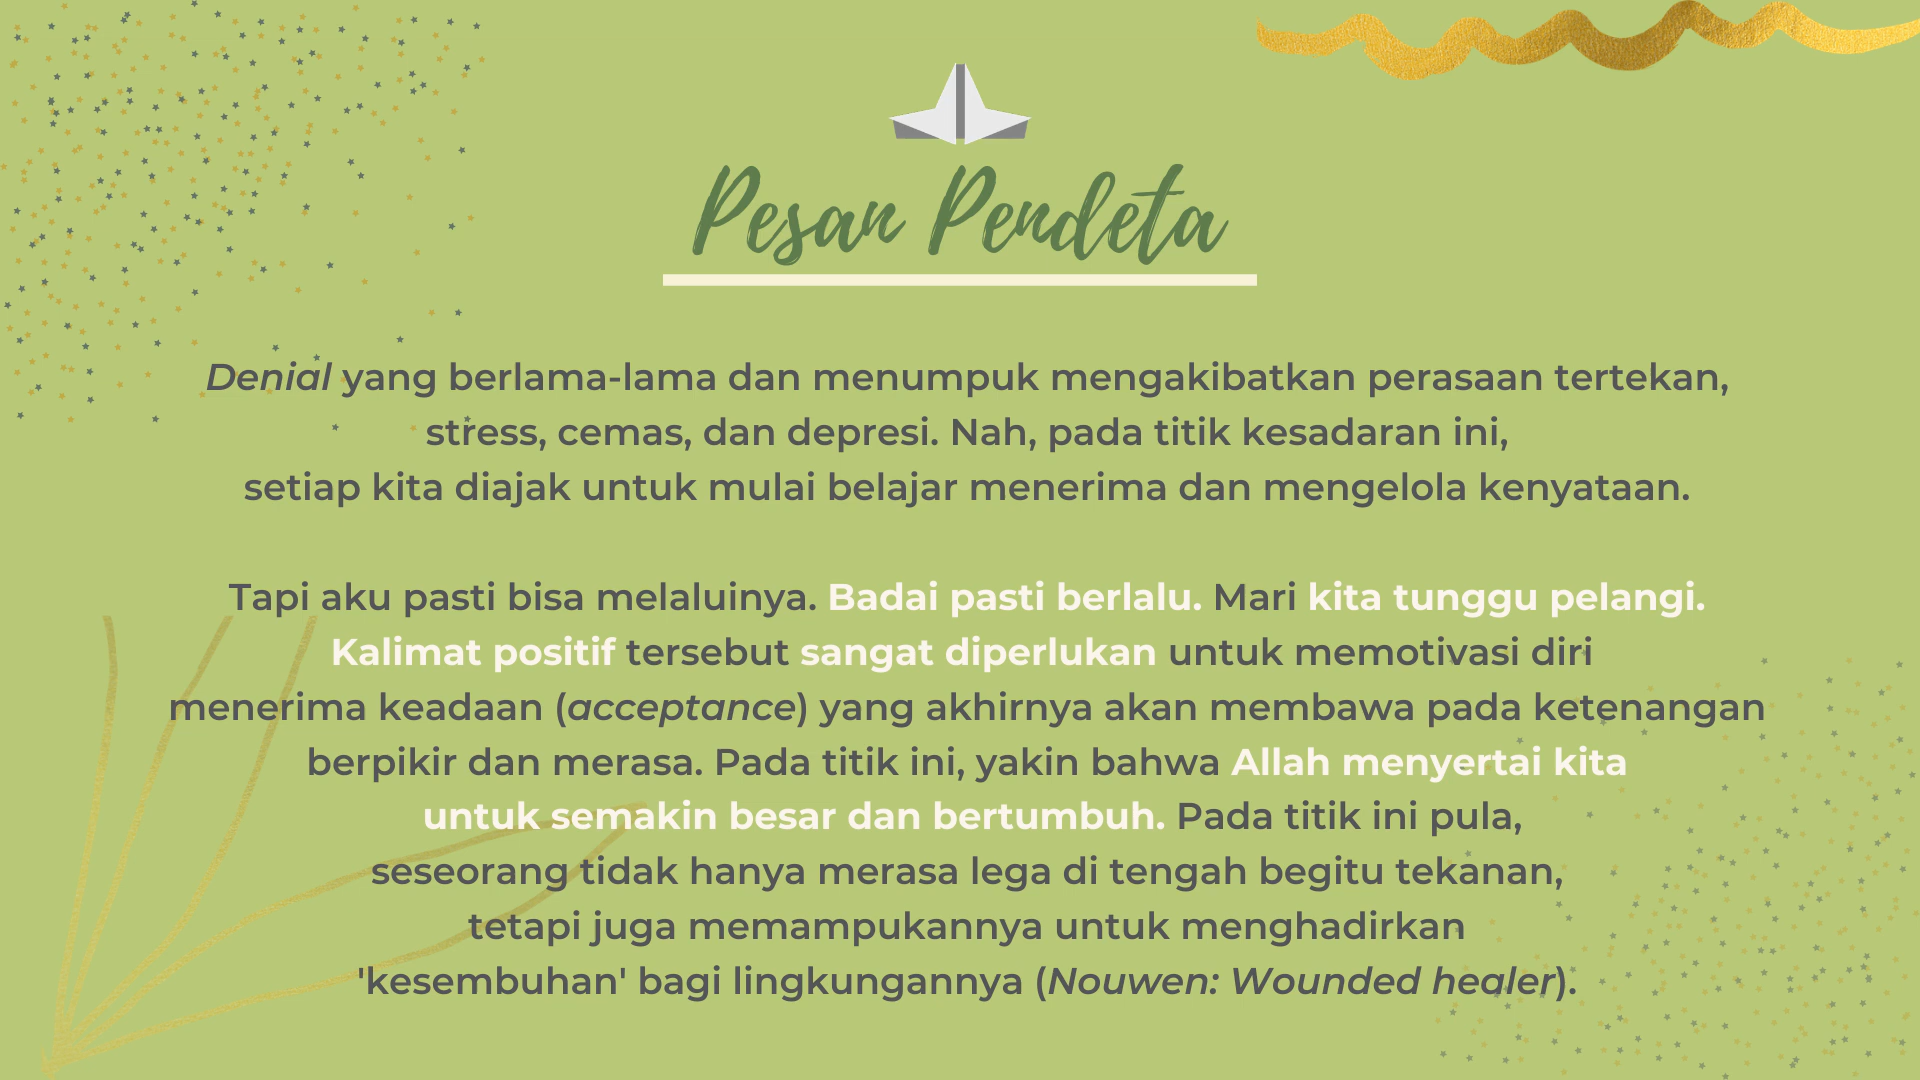 Pesan Pendeta
Denial yang berlama-lama dan menumpuk mengakibatkan perasaan tertekan,
stress, cemas, dan depresi. Nah, pada titik kesadaran ini,
setiap kita diajak untuk mulai belajar menerima dan mengelola kenyataan.
Tapi aku pasti bisa melaluinya. Badai pasti berlalu. Mari kita tunggu pelangi.
Kalimat positif tersebut sangat diperlukan untuk memotivasi diri
menerima keadaan (acceptance) yang akhirnya akan membawa pada ketenangan
berpikir dan merasa. Pada titik ini, yakin bahwa Allah menyertai kita
untuk semakin besar dan bertumbuh. Pada titik ini pula,
seseorang tidak hanya merasa lega di tengah begitu tekanan,
tetapi juga memampukannya untuk menghadirkan
'kesembuhan' bagi lingkungannya (Nouwen: Wounded healer).